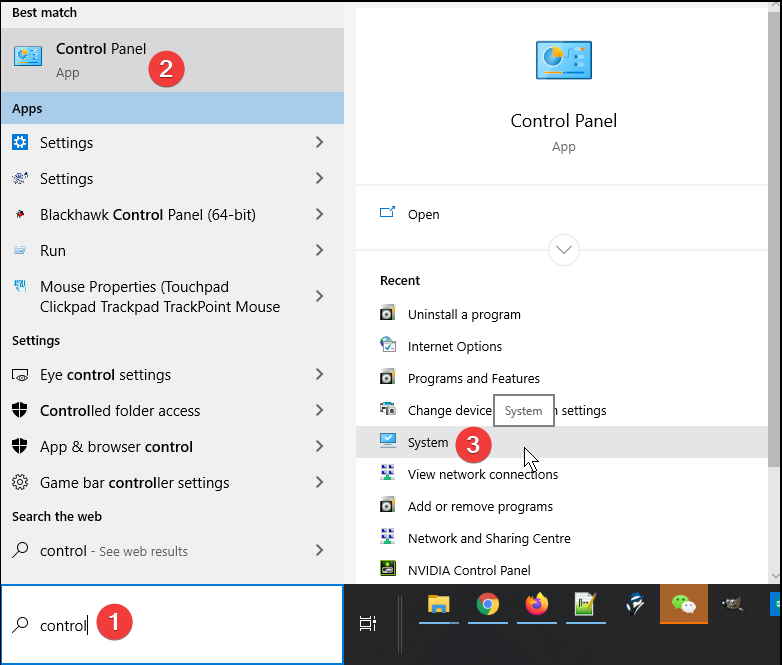 Best match
Control Panel
App
2
Apps
Settings
Settings
Blackhawk Control Panel (64-bit)
Run
Mouse Properties (Touchpad
Clickpad Trackpad TrackPoint Mouse
Settings
Eye control settings
Controlled folder access
App & browser control
Game bar controller settings
Search the web
control - See web results
control
1
Control Panel
App
Open
Recent
Uninstall a program
Internet Options
Programs and Features
Change device settings
System
System
3
View network connections
Add or remove programs
Network and Sharing Centre
NVIDIA Control Panel